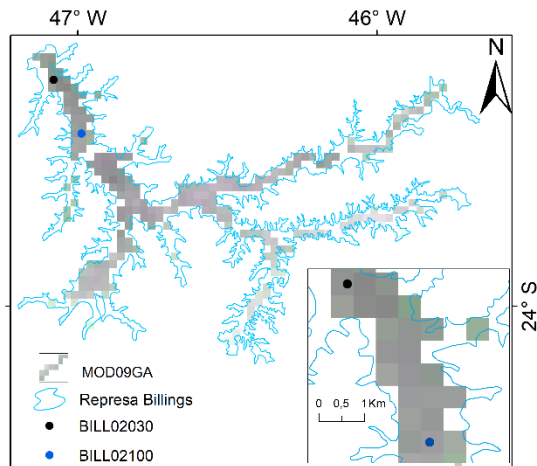 47° W
46° W
N
24° S
MOD09GA
Represa Billings
BILL02030
BILL02100
0 0,5 1Km